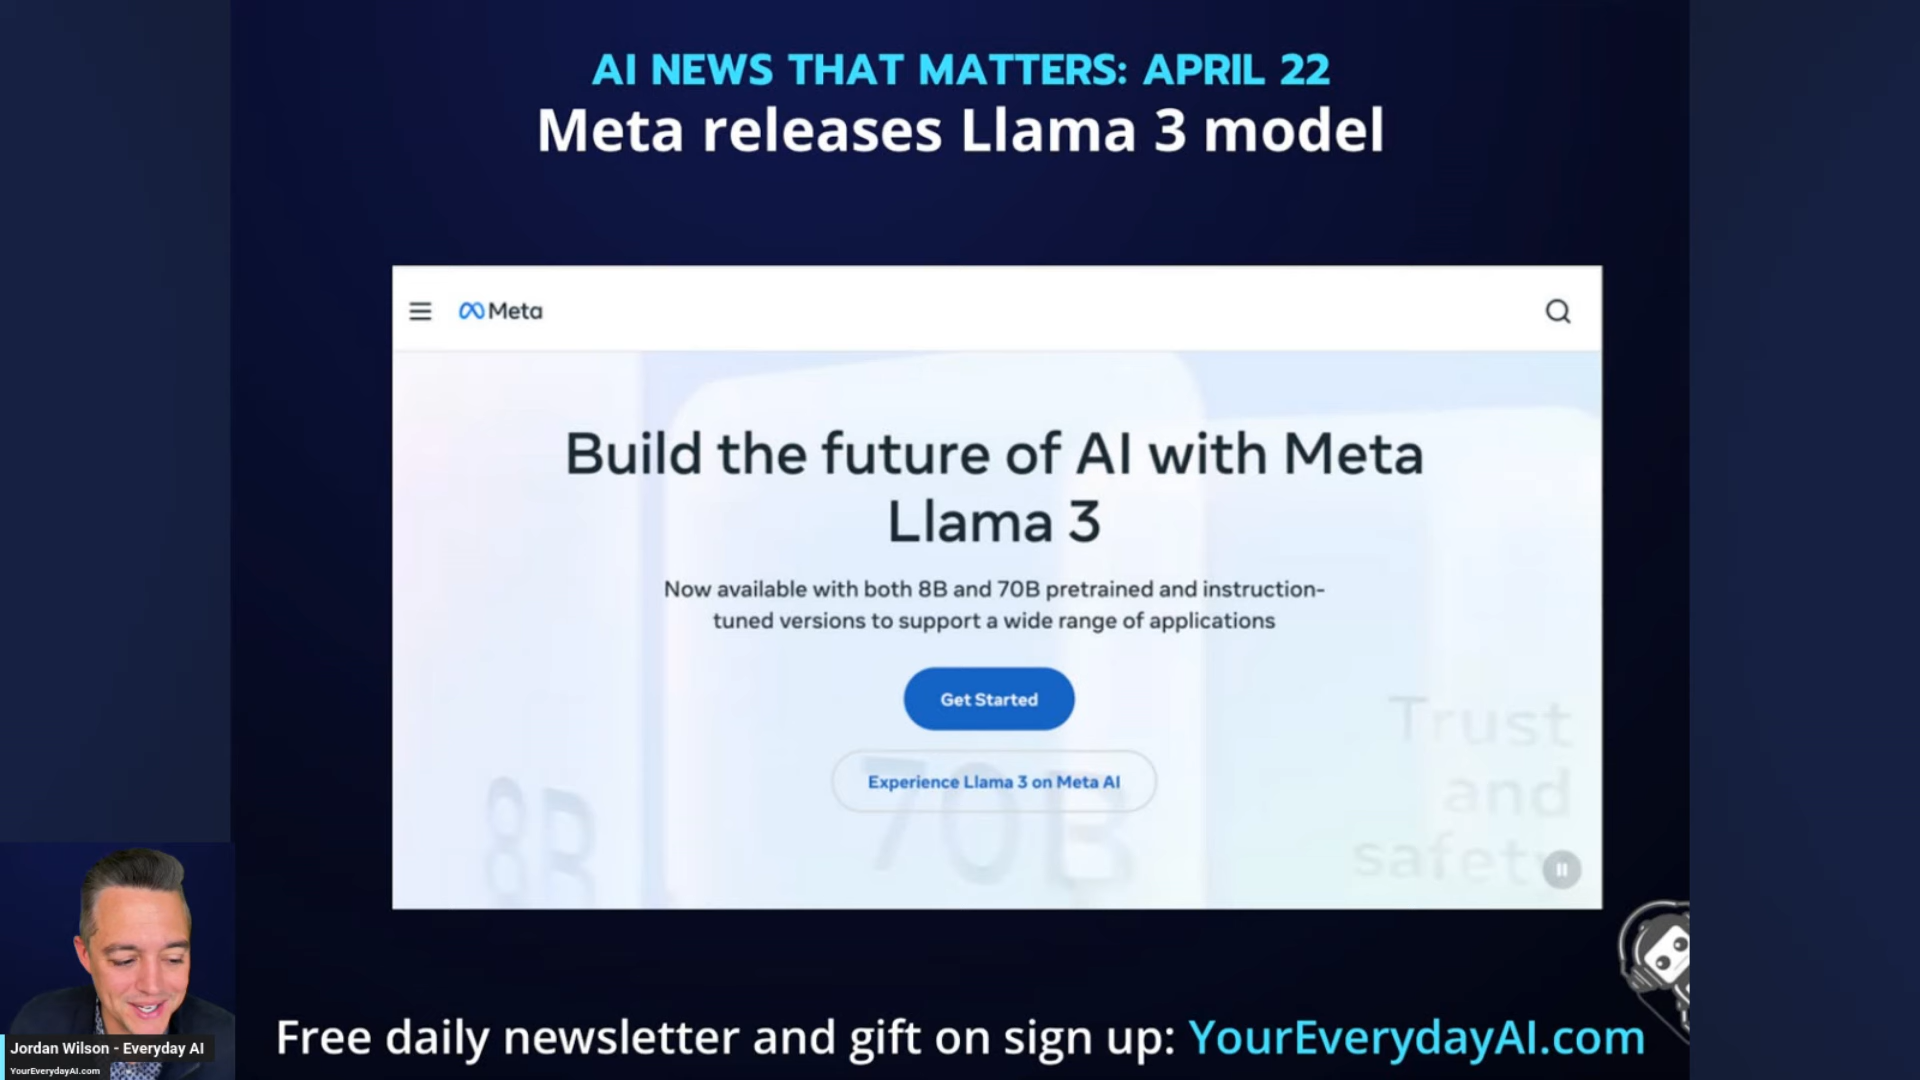 AI NEWS THAT MATTERS: APRIL 22
Meta releases Llama 3 model
Meta
Build the future of AI with Meta
Llama 3
Now available with both 8B and 70B pretrained and instruction-
tuned versions to support a wide range of applications
Get Started
Experience Llama 3 on Meta AI
8B
70B
Trust
and
safety
Jordan Wilson - Everyday AI
YourEverydayAI.com
Free daily newsletter and gift on sign up: YourEverydayAI.com